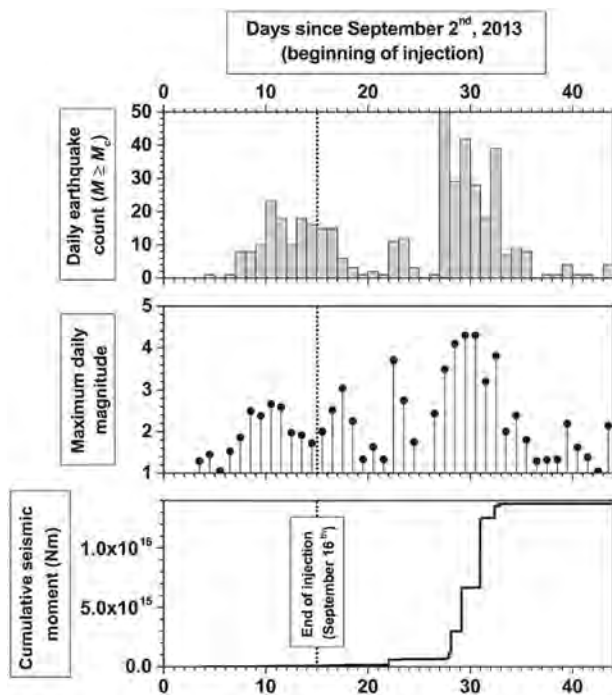 Days since September 2nd, 2013
(beginning of injection)
0 10 20 30 40
Daily earthquake
count (M ≥ Mc)
50
40
30
20
10
0
Maximum daily
magnitude
5
4
3
2
1
Cumulative seismic
moment (Nm)
1.0x10^16
5.0x10^15
0.0
End of injection
(September 16th)
0 10 20 30 40